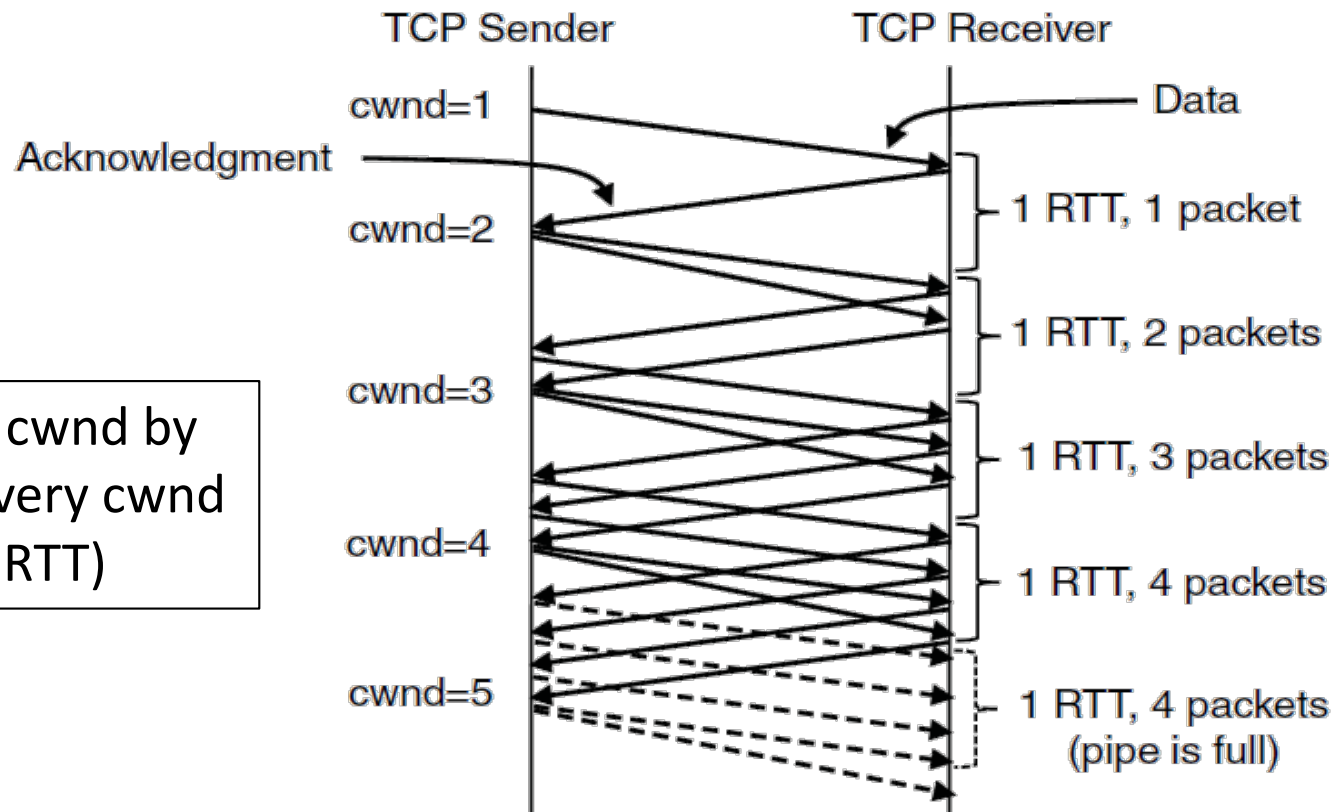 TCP Sender
TCP Receiver
cwnd=1
Data
Acknowledgment
1 RTT, 1 packet
cwnd=2
1 RTT, 2 packets
cwnd=3
cwnd by
very cwnd
RTT)
1 RTT, 3 packets
cwnd=4
1 RTT, 4 packets
cwnd=5
1 RTT, 4 packets
(pipe is full)